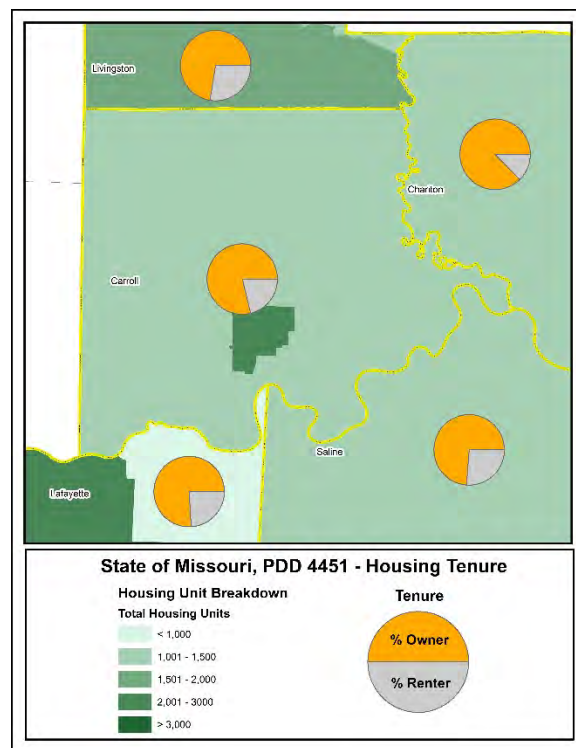 Livingston
Chariton
Carroll
Saline
Lafayette
State of Missouri, PDD 4451 - Housing Tenure
Housing Unit Breakdown
Total Housing Units
< 1,000
1,001 - 1,500
1,501 - 2,000
2,001 - 3000
> 3,000
Tenure
% Owner
% Renter